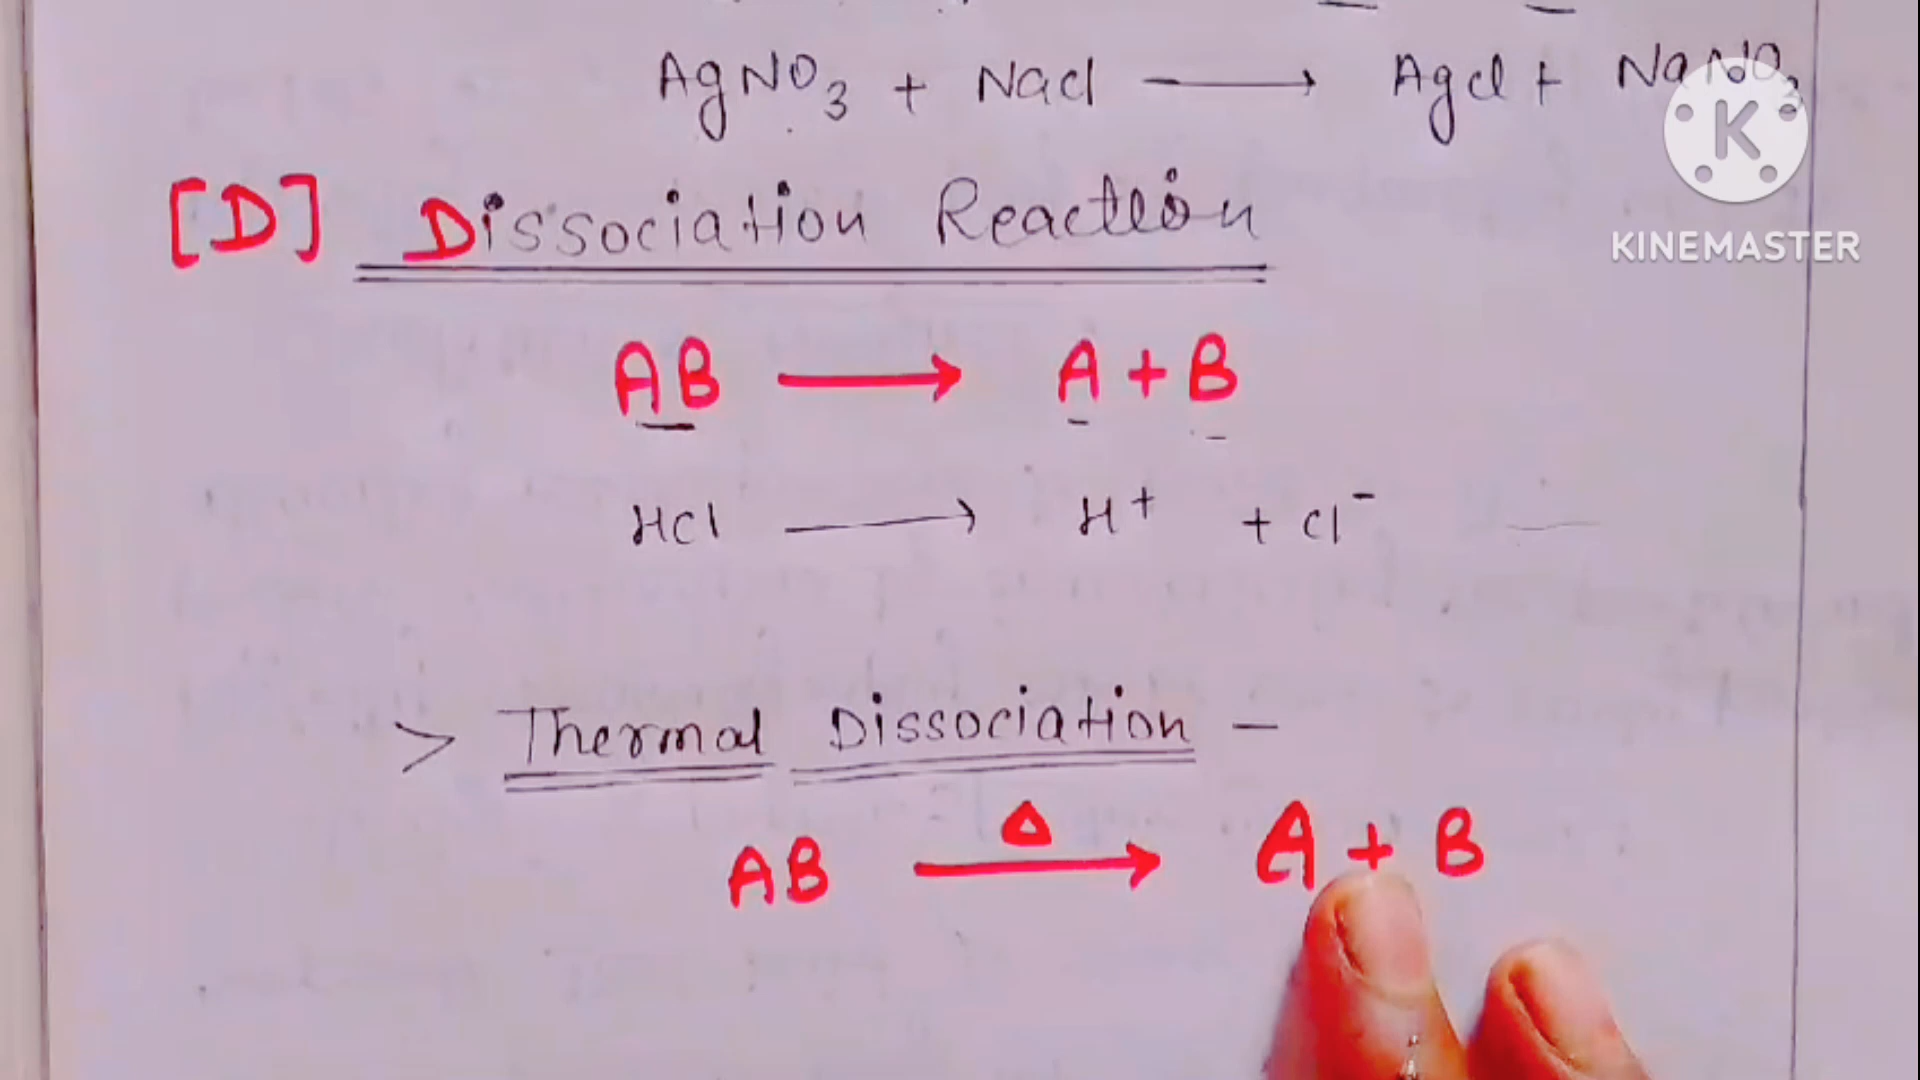 AgNO₃ + Nacl ⟶ Agcl + NaNO₃
[D] Dissociation Reaction
KINEMASTER
AB ⟶ A + B
HCl ⟶ H⁺ + Cl⁻
> Thermal Dissociation -
Δ
AB ⟶ A + B